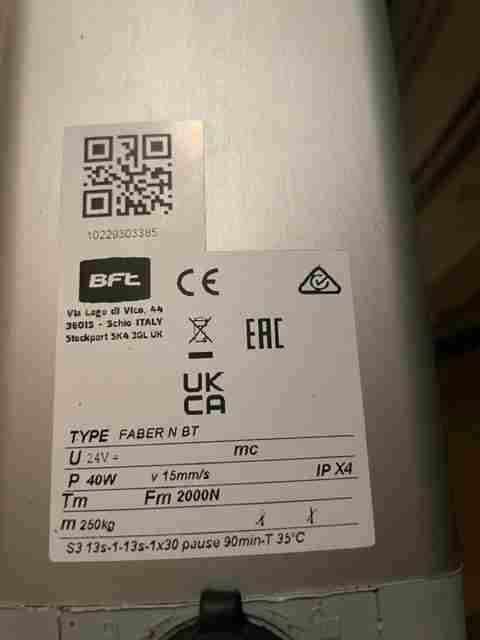 10229303385
BFt
CE
Via Lago di Vico, 44
36015 - Schio ITALY
Stockport SK4 3GL UK
EAC
UK
CA
TYPE FABER N BT
U 24V = mc
P 40W v 15mm/s IP X4
Tm Fm 2000N
m 250kg
S3 13s-1-13s-1x30 pause 90min-T 35°C